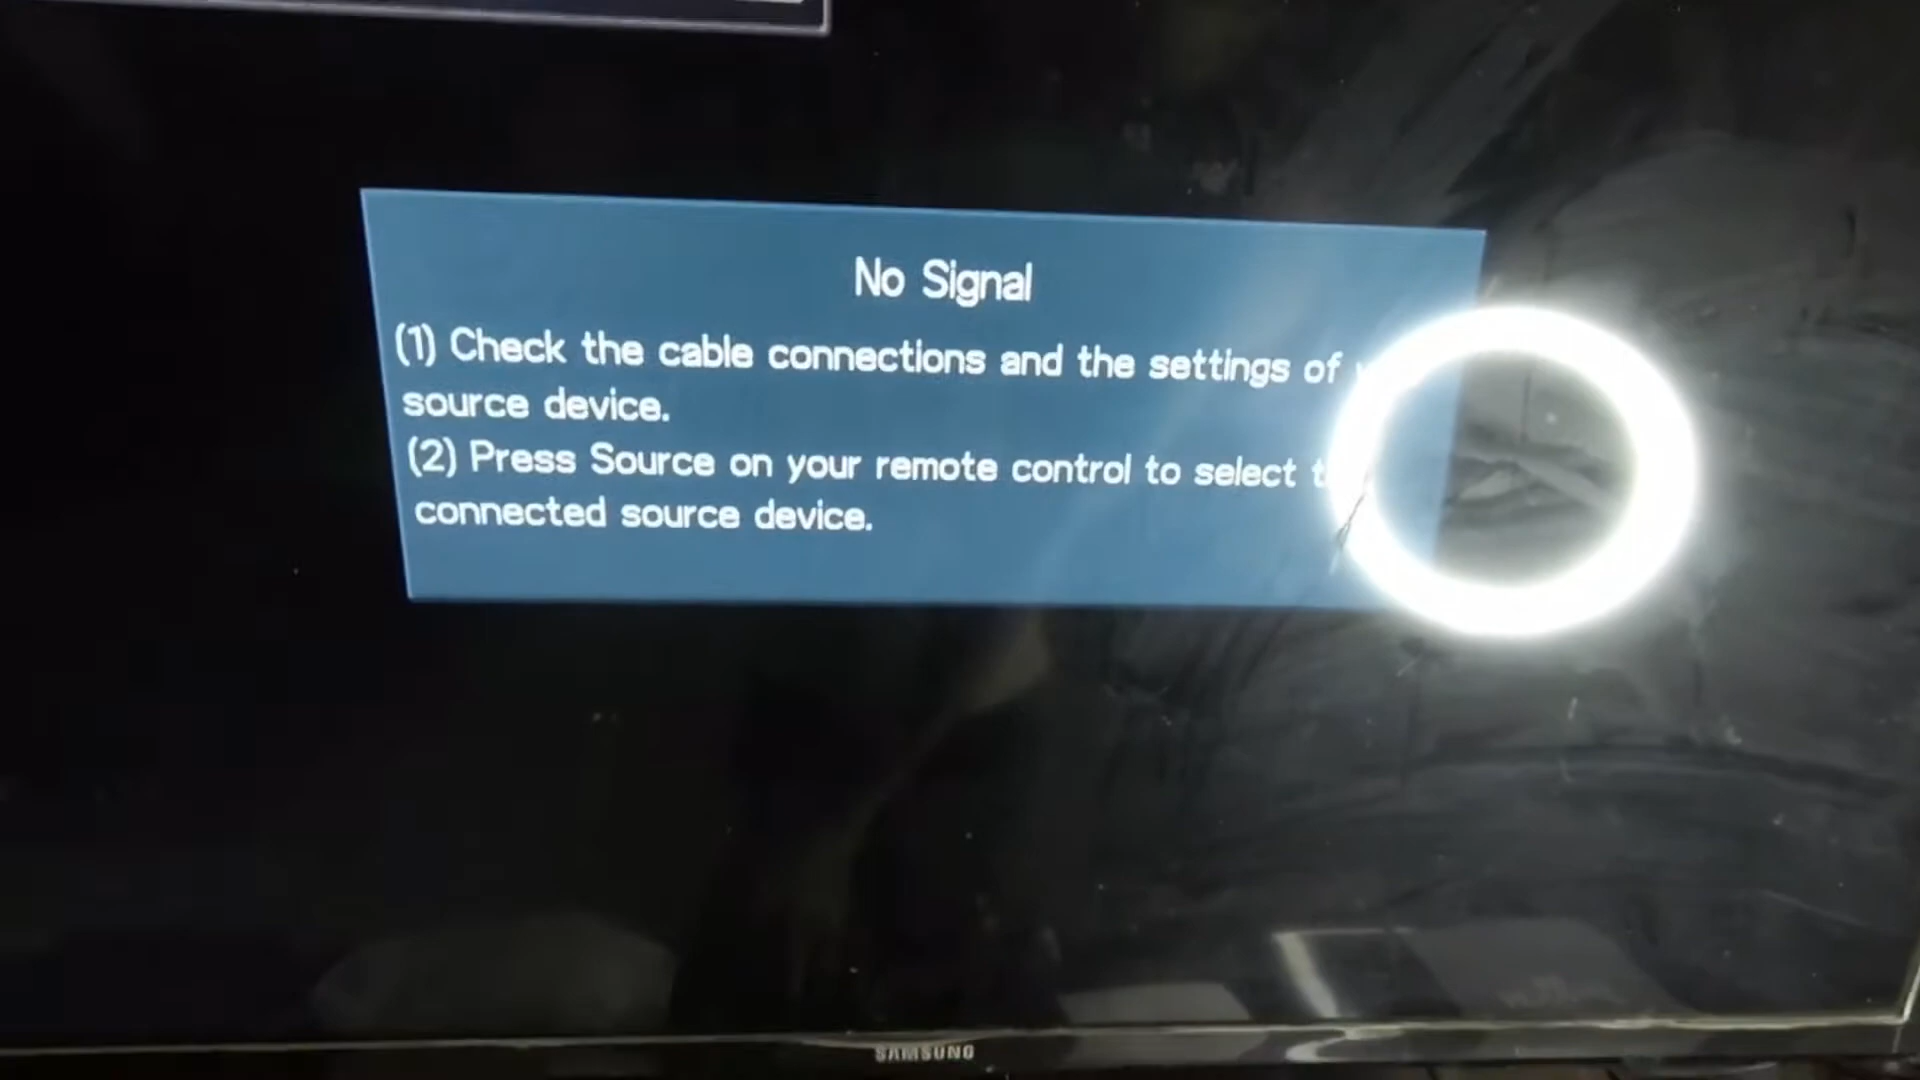 No Signal
(1) Check the cable connections and the settings of
source device.
(2) Press Source on your remote control to select
connected source device.
SAMSUNG